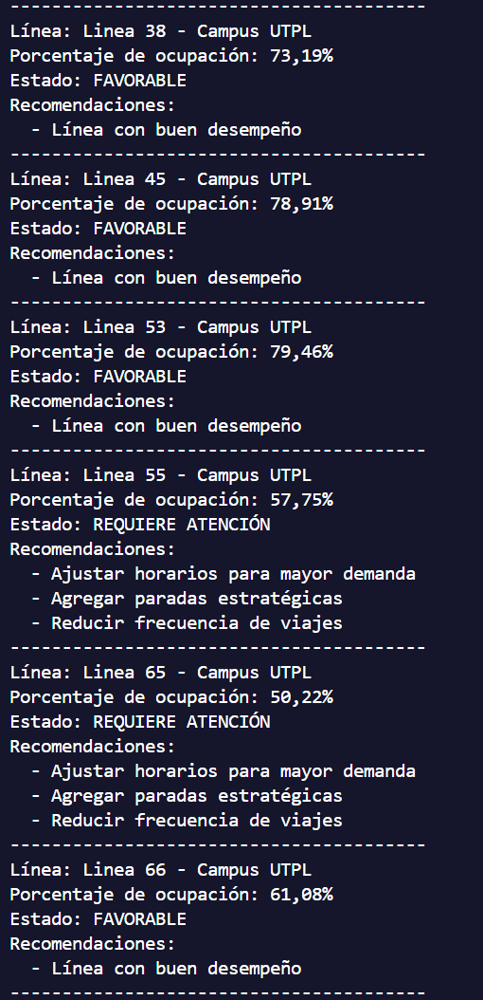 ----------------------------------------
Línea: Linea 38 - Campus UTPL
Porcentaje de ocupación: 73,19%
Estado: FAVORABLE
Recomendaciones:
  - Línea con buen desempeño
----------------------------------------
Línea: Linea 45 - Campus UTPL
Porcentaje de ocupación: 78,91%
Estado: FAVORABLE
Recomendaciones:
  - Línea con buen desempeño
----------------------------------------
Línea: Linea 53 - Campus UTPL
Porcentaje de ocupación: 79,46%
Estado: FAVORABLE
Recomendaciones:
  - Línea con buen desempeño
----------------------------------------
Línea: Linea 55 - Campus UTPL
Porcentaje de ocupación: 57,75%
Estado: REQUIERE ATENCIÓN
Recomendaciones:
  - Ajustar horarios para mayor demanda
  - Agregar paradas estratégicas
  - Reducir frecuencia de viajes
----------------------------------------
Línea: Linea 65 - Campus UTPL
Porcentaje de ocupación: 50,22%
Estado: REQUIERE ATENCIÓN
Recomendaciones:
  - Ajustar horarios para mayor demanda
  - Agregar paradas estratégicas
  - Reducir frecuencia de viajes
----------------------------------------
Línea: Linea 66 - Campus UTPL
Porcentaje de ocupación: 61,08%
Estado: FAVORABLE
Recomendaciones:
  - Línea con buen desempeño
----------------------------------------